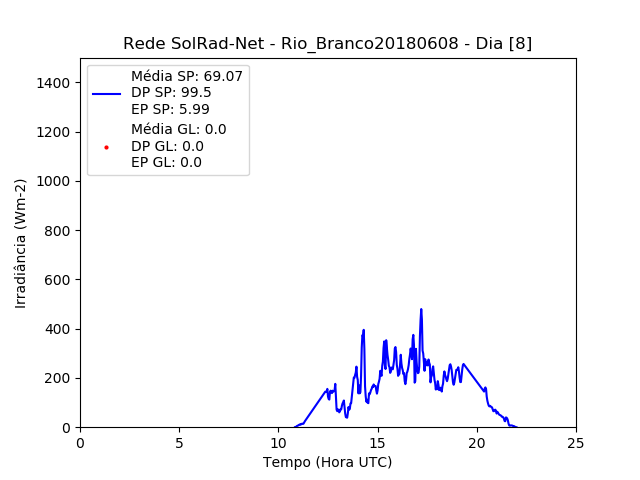 Rede SolRad-Net - Rio_Branco20180608 - Dia [8]
Média SP: 69.07
DP SP: 99.5
EP SP: 5.99
Média GL: 0.0
DP GL: 0.0
EP GL: 0.0
1400
1200
1000
800
600
400
200
0
Irradiância (Wm-2)
0 5 10 15 20 25
Tempo (Hora UTC)